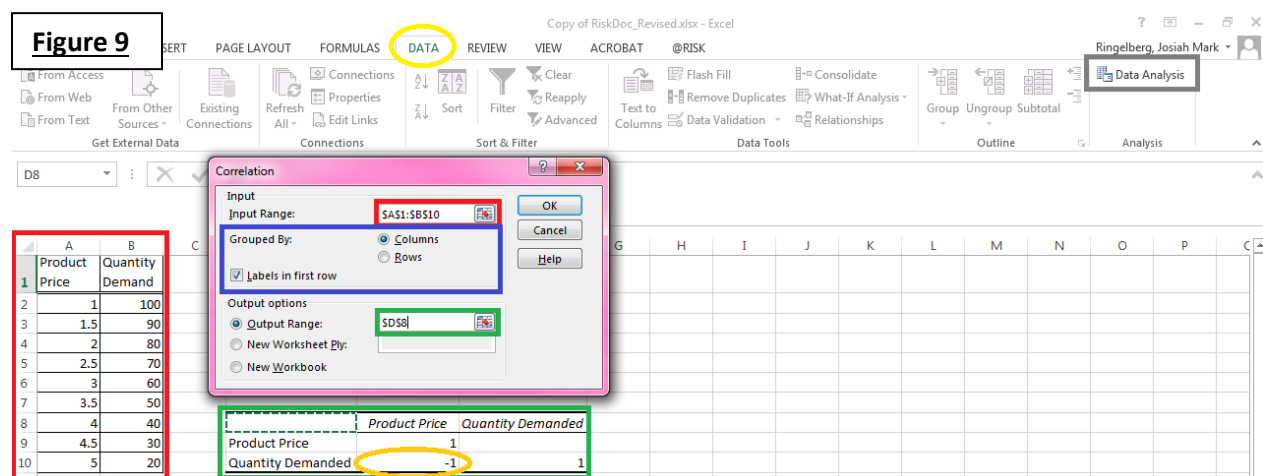 Figure 9
Copy of RiskDoc_Revised.xlsx - Excel
SERT PAGE LAYOUT FORMULAS DATA REVIEW VIEW ACROBAT @RISK
Ringelberg, Josiah Mark
From Access
From Web
From Text
From Other
Sources
Get External Data
Existing
Connections
Refresh
All
Connections
Properties
Edit Links
Connections
Sort
Filter
Clear
Reapply
Advanced
Sort & Filter
Text to
Columns
Flash Fill
Remove Duplicates
Data Validation
Consolidate
What-If Analysis
Relationships
Data Tools
Group Ungroup Subtotal
Outline
Data Analysis
Analysis
D8
Correlation
Input
Input Range: $A$1:$B$10
Grouped By: Columns
Rows
Labels in first row
Output options
Output Range: $D$8
New Worksheet Ply:
New Workbook
OK
Cancel
Help
A B C G H I J K L M N O P
1 Product Price Quantity Demand
2 1 100
3 1.5 90
4 2 80
5 2.5 70
6 3 60
7 3.5 50
8 4 40 Product Price Quantity Demanded
9 4.5 30 Product Price 1
10 5 20 Quantity Demanded -1 1